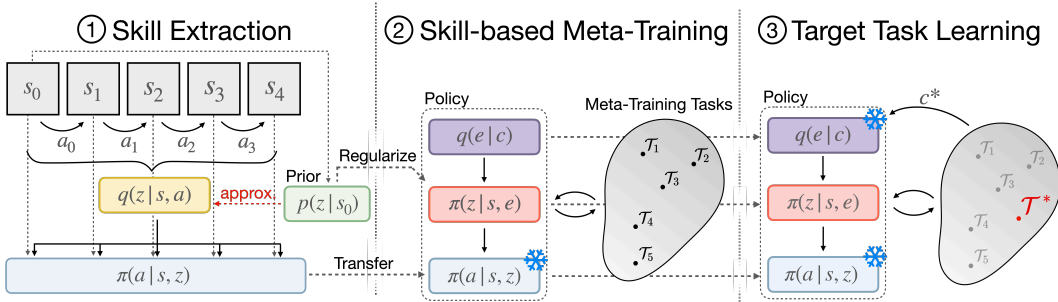 ① Skill Extraction
s₀ s₁ s₂ s₃ s₄
a₀ a₁ a₂ a₃
q(z|s, a)
approx.
Prior
p(z|s₀)
π(a|s, z)
Regularize
Transfer
② Skill-based Meta-Training
Policy
q(e|c)
π(z|s, e)
π(a|s, z)
Meta-Training Tasks
𝒯₁
𝒯₂
𝒯₃
𝒯₄
𝒯₅
③ Target Task Learning
Policy
q(e|c)
π(z|s, e)
π(a|s, z)
c*
𝒯₁
𝒯₂
𝒯₃
𝒯*
𝒯₄
𝒯₅